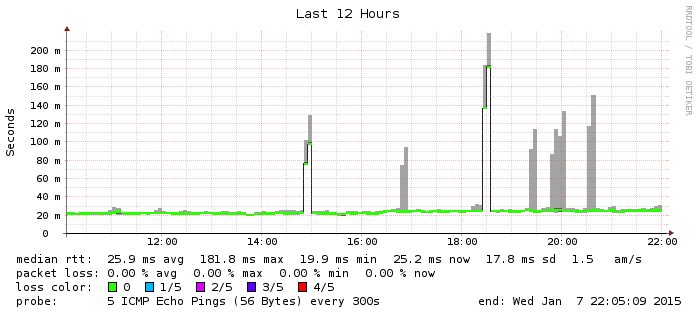 Last 12 Hours
RRDTOOL / TOBI OETIKER
Seconds
200 m
180 m
160 m
140 m
120 m
100 m
80 m
60 m
40 m
20 m
0
12:00 14:00 16:00 18:00 20:00 22:00
median rtt: 25.9 ms avg 181.8 ms max 19.9 ms min 25.2 ms now 17.8 ms sd 1.5 am/s
packet loss: 0.00 % avg 0.00 % max 0.00 % min 0.00 % now
loss color: 0 1/5 2/5 3/5 4/5
probe: 5 ICMP Echo Pings (56 Bytes) every 300s end: Wed Jan 7 22:05:09 2015